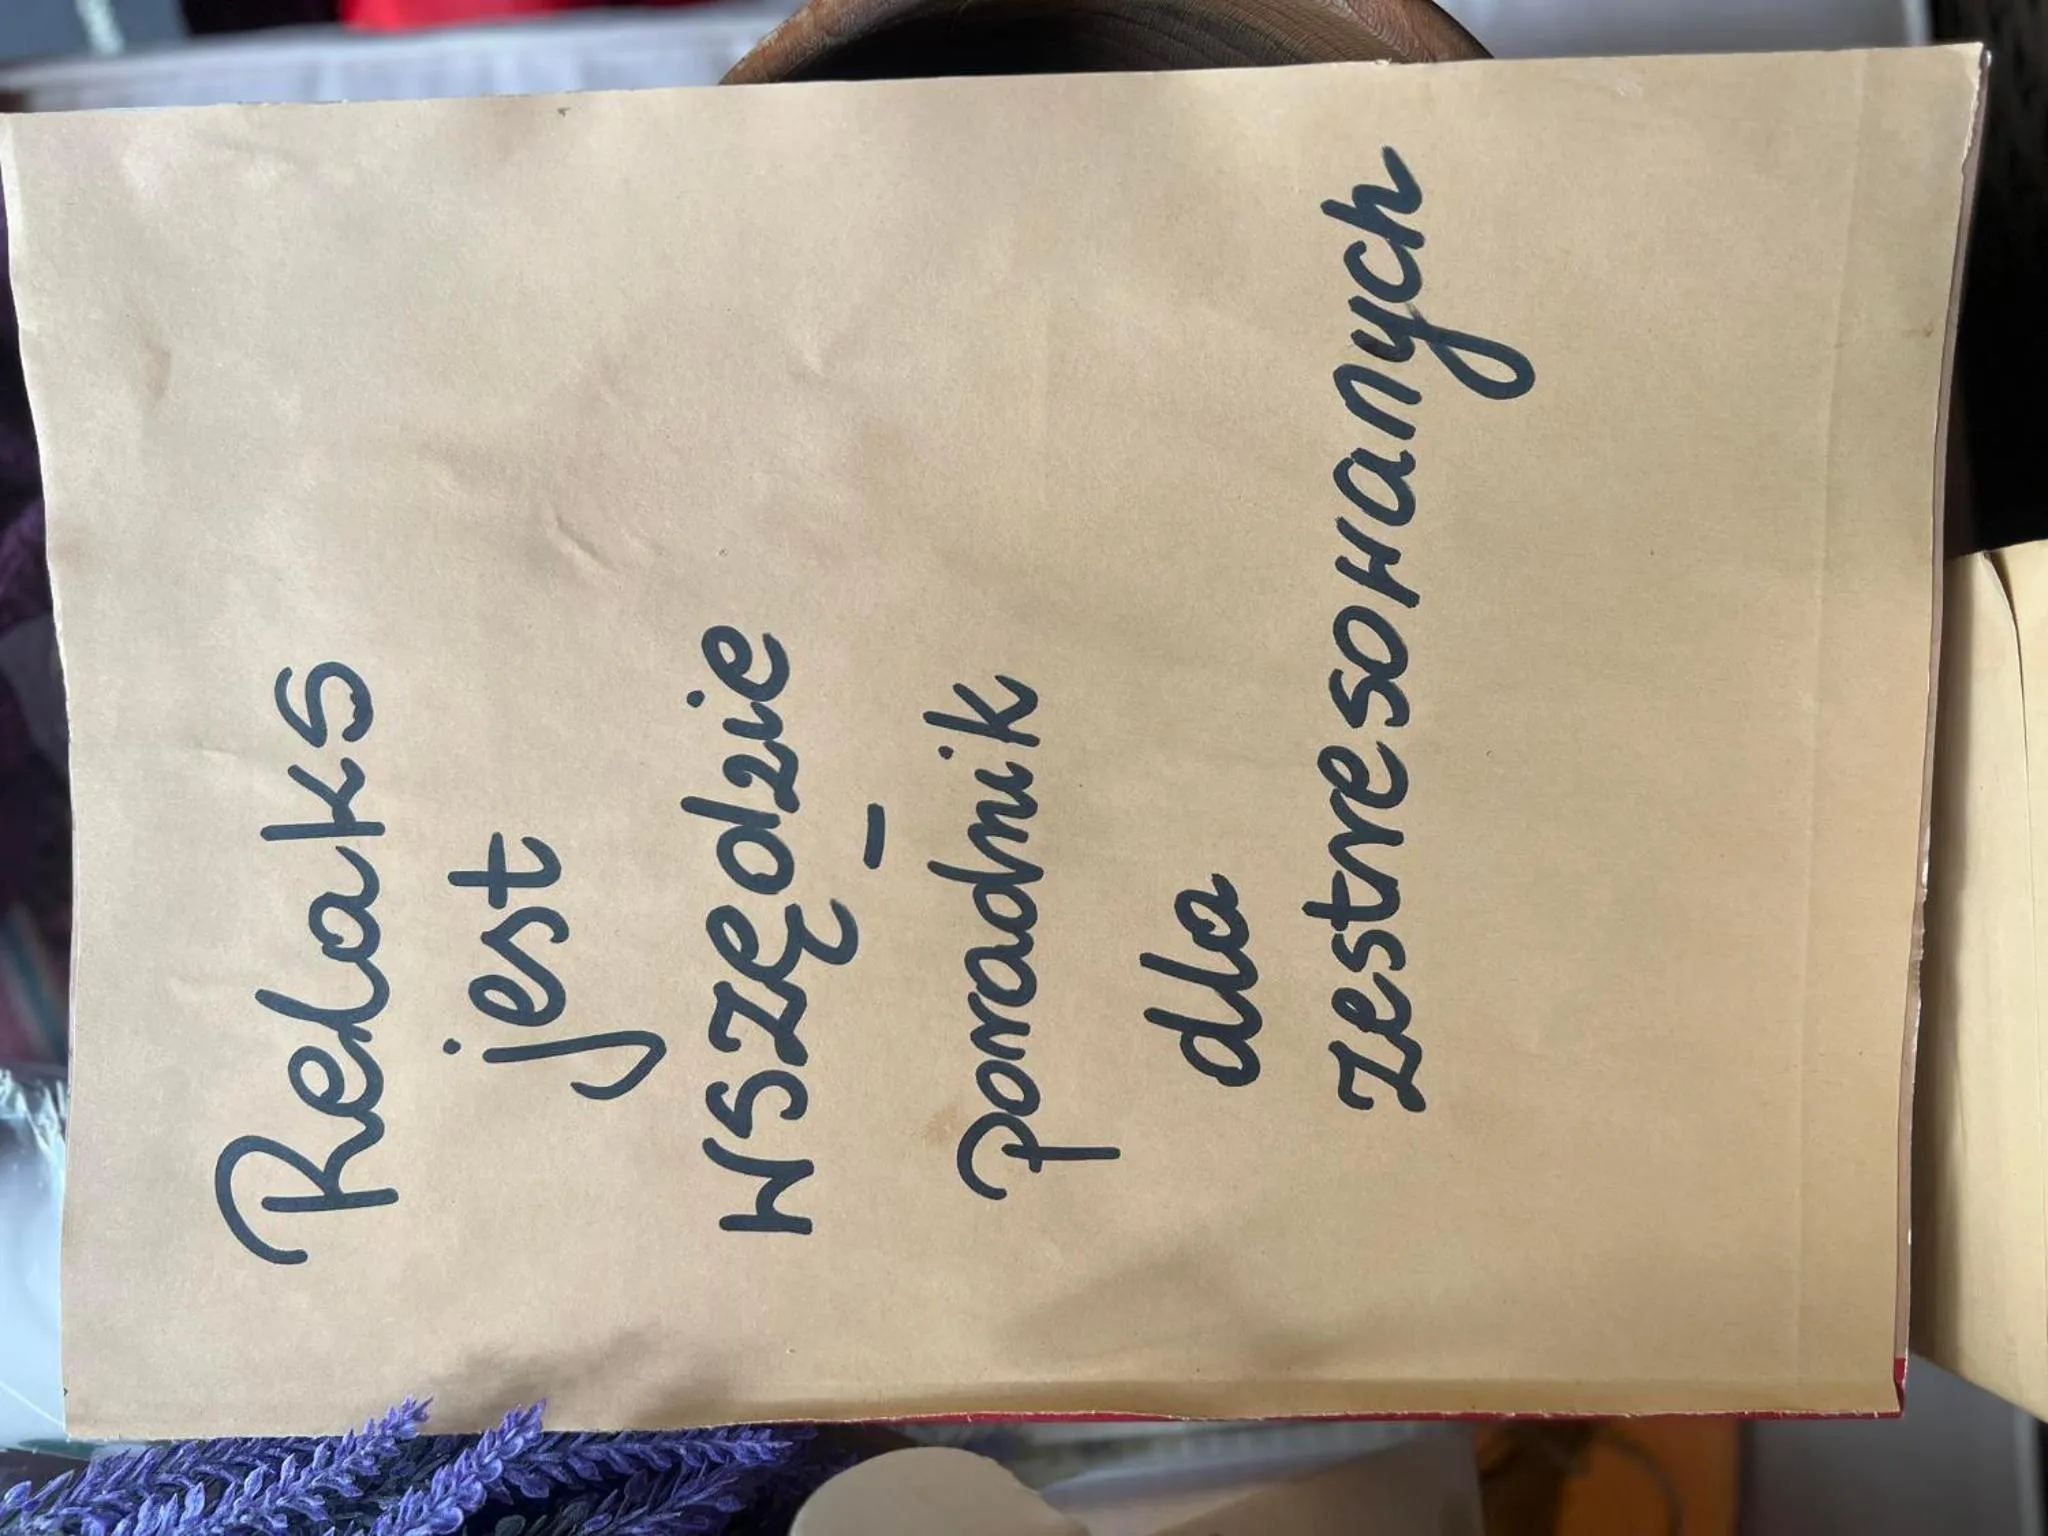 Relaks
jest
wszędzie
-
poradnik
dla
zestresowanych